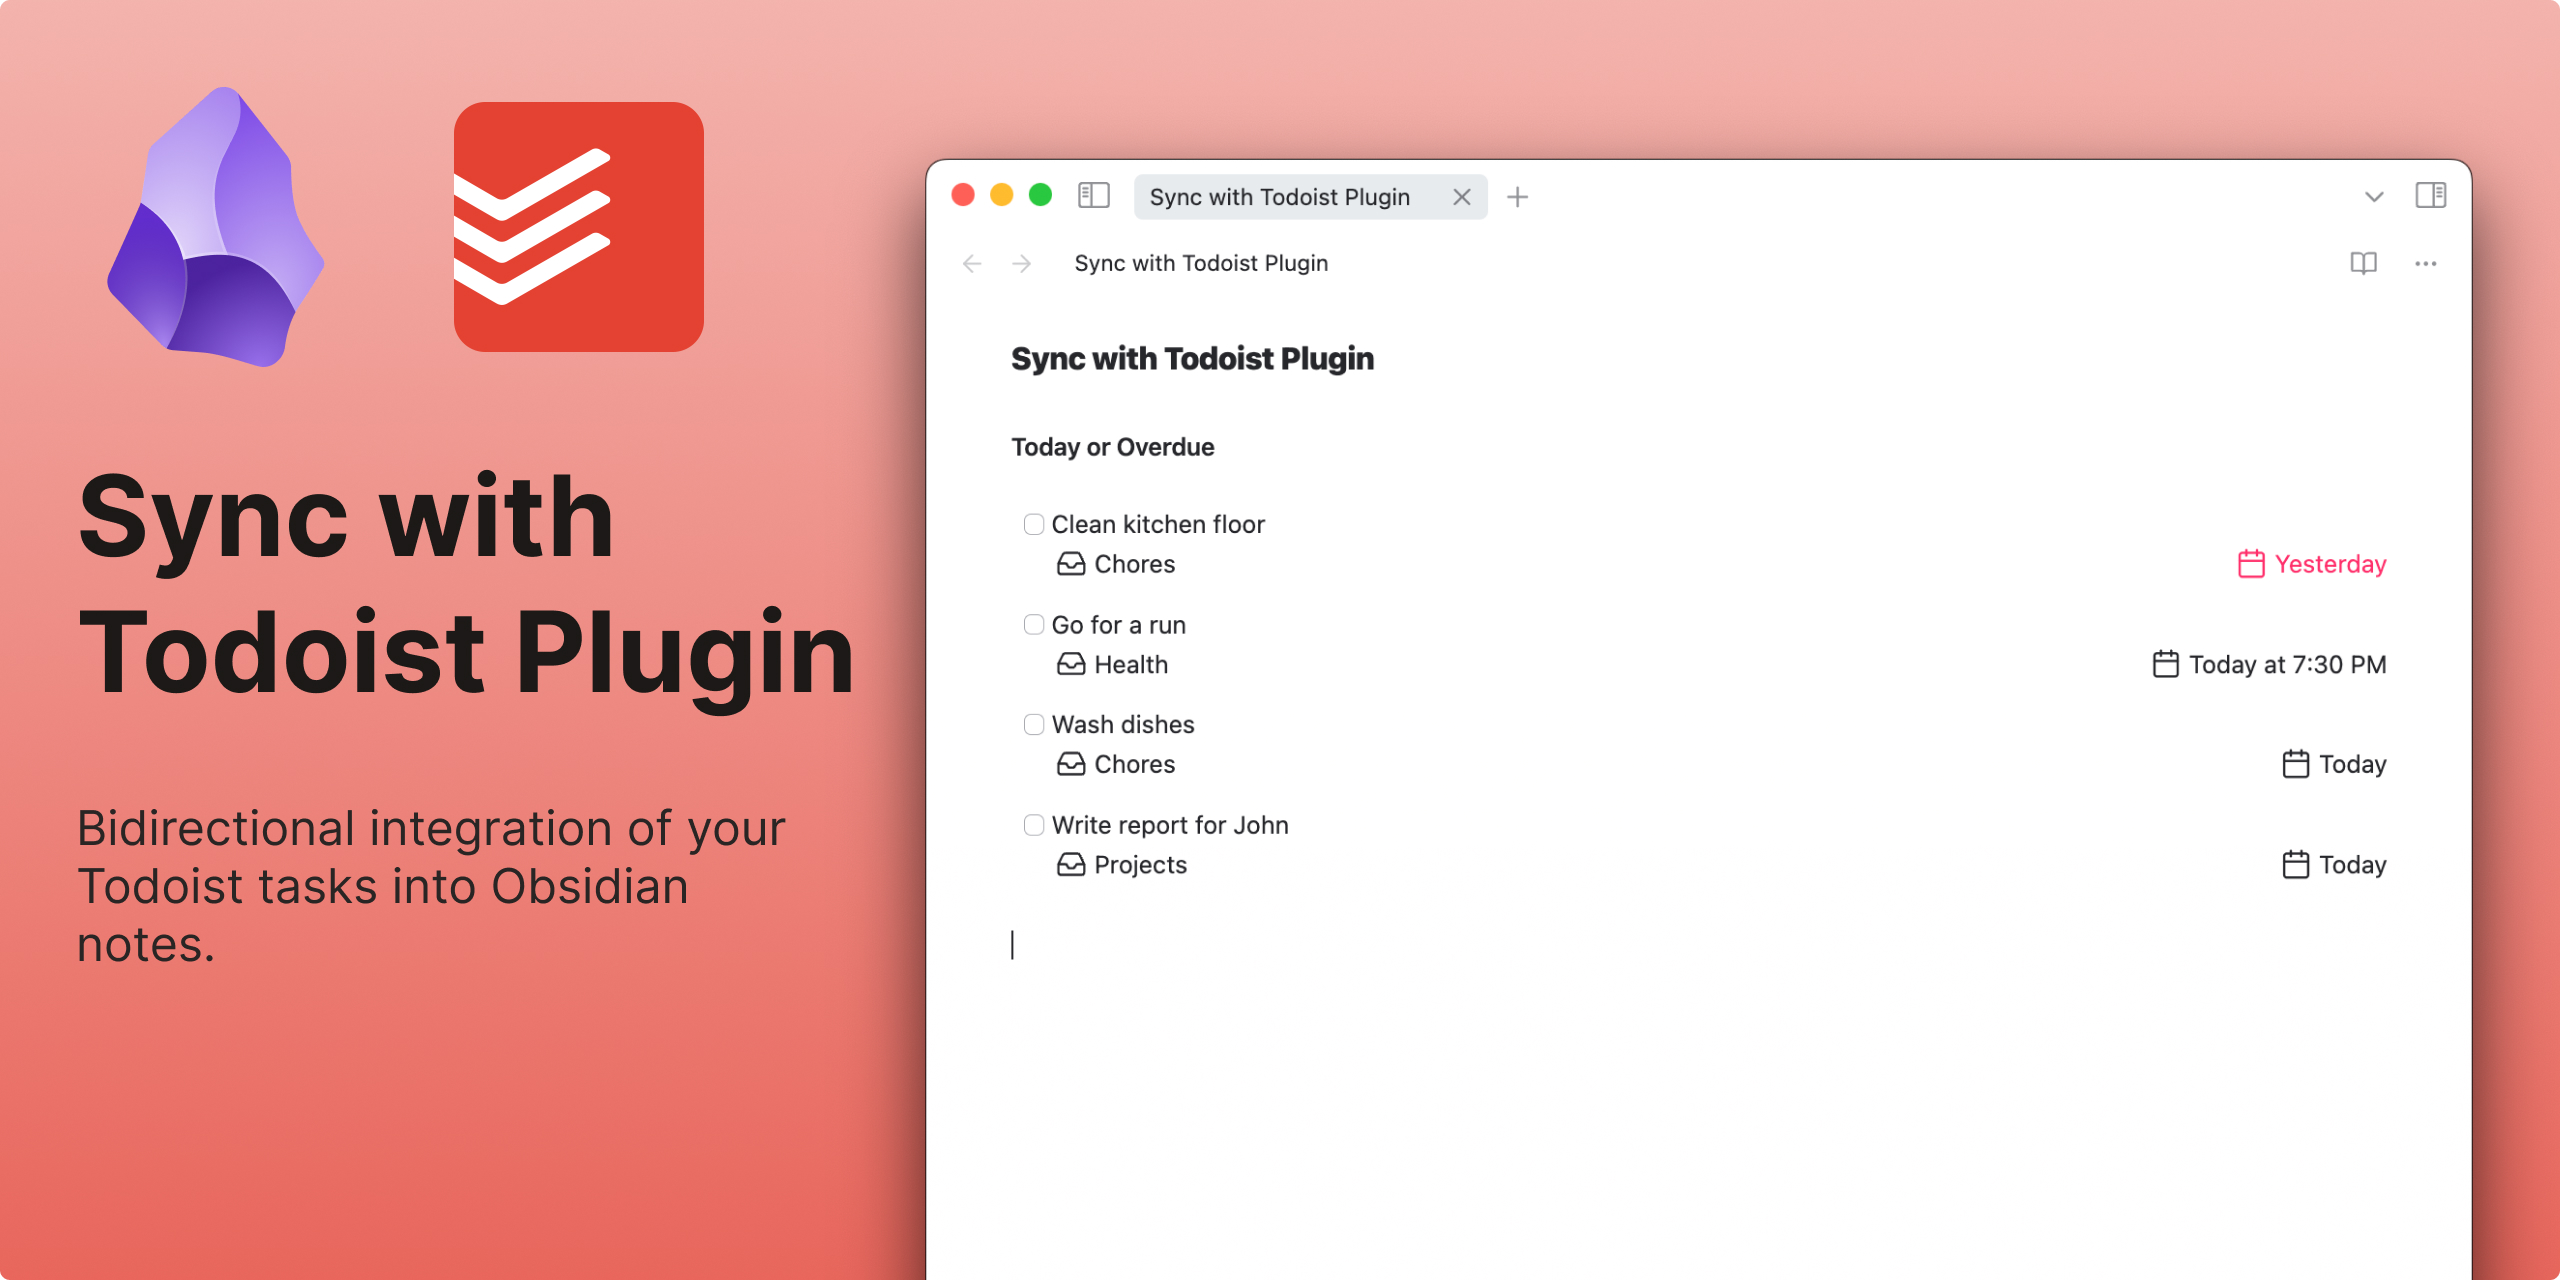 Sync with
Todoist Plugin
Bidirectional integration of your
Todoist tasks into Obsidian
notes.
Sync with Todoist Plugin
Sync with Todoist Plugin
Sync with Todoist Plugin
Today or Overdue
Clean kitchen floor
Chores Yesterday
Go for a run
Health Today at 7:30 PM
Wash dishes
Chores Today
Write report for John
Projects Today